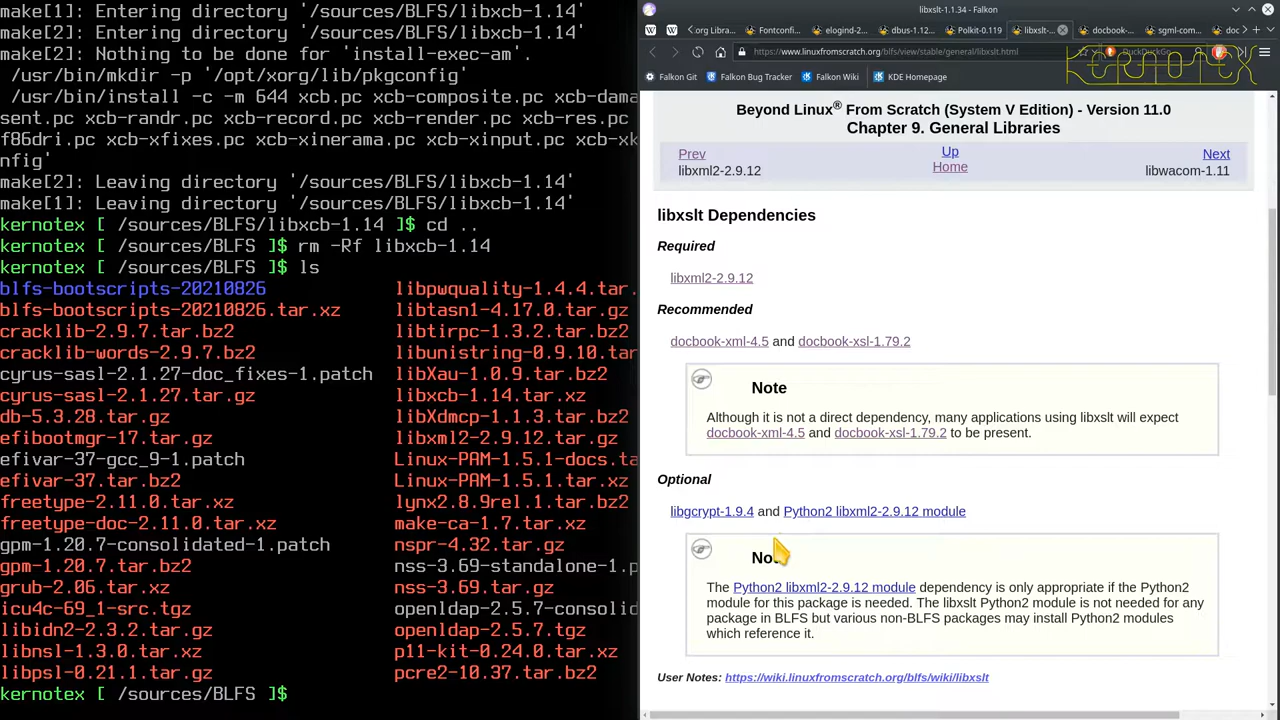 make[1]: Entering directory '/sources/BLFS/libxcb-1.14'
make[2]: Entering directory '/sources/BLFS/libxcb-1.14'
make[2]: Nothing to be done for 'install-exec-am'.
/usr/bin/mkdir -p '/opt/xorg/lib/pkgconfig'
/usr/bin/install -c -m 644 xcb.pc xcb-composite.pc xcb-dama
sent.pc xcb-randr.pc xcb-record.pc xcb-render.pc xcb-res.pc
f86dri.pc xcb-xfixes.pc xcb-xinerama.pc xcb-xinput.pc xcb-xk
nfig'
make[2]: Leaving directory '/sources/BLFS/libxcb-1.14'
make[1]: Leaving directory '/sources/BLFS/libxcb-1.14'
kernotex [ /sources/BLFS/libxcb-1.14 ]$ cd ..
kernotex [ /sources/BLFS ]$ rm -Rf libxcb-1.14
kernotex [ /sources/BLFS ]$ ls
blfs-bootscripts-20210826 libpwquality-1.4.4.tar.
blfs-bootscripts-20210826.tar.xz libtasn1-4.17.0.tar.gz
cracklib-2.9.7.tar.bz2 libtirpc-1.3.2.tar.bz2
cracklib-words-2.9.7.bz2 libunistring-0.9.10.tar
cyrus-sasl-2.1.27-doc_fixes-1.patch libXau-1.0.9.tar.bz2
cyrus-sasl-2.1.27.tar.gz libxcb-1.14.tar.xz
db-5.3.28.tar.gz libXdmcp-1.1.3.tar.bz2
efibootmgr-17.tar.gz libxml2-2.9.12.tar.gz
efivar-37-gcc_9-1.patch Linux-PAM-1.5.1-docs.ta
efivar-37.tar.bz2 Linux-PAM-1.5.1.tar.xz
freetype-2.11.0.tar.xz lynx2.8.9rel.1.tar.bz2
freetype-doc-2.11.0.tar.xz make-ca-1.7.tar.xz
gpm-1.20.7-consolidated-1.patch nspr-4.32.tar.gz
gpm-1.20.7.tar.bz2 nss-3.69-standalone-1.p
grub-2.06.tar.xz nss-3.69.tar.gz
icu4c-69_1-src.tgz openldap-2.5.7-consolid
libidn2-2.3.2.tar.gz openldap-2.5.7.tgz
libnsl-1.3.0.tar.xz p11-kit-0.24.0.tar.xz
libpsl-0.21.1.tar.gz pcre2-10.37.tar.bz2
kernotex [ /sources/BLFS ]$
libxslt-1.1.34 - Falkon
.org Libra… Fontconfi… elogind-2… dbus-1.12… Polkit-0.119 libxslt-… docbook-… sgml-com… doc
https://www.linuxfromscratch.org/blfs/view/stable/general/libxslt.html DuckDuckGo
kernotex
Falkon Git Falkon Bug Tracker Falkon Wiki KDE Homepage
Beyond Linux® From Scratch (System V Edition) - Version 11.0
Chapter 9. General Libraries
Prev Up Next
libxml2-2.9.12 Home libwacom-1.11
libxslt Dependencies
Required
libxml2-2.9.12
Recommended
docbook-xml-4.5 and docbook-xsl-1.79.2
Note
Although it is not a direct dependency, many applications using libxslt will expect
docbook-xml-4.5 and docbook-xsl-1.79.2 to be present.
Optional
libgcrypt-1.9.4 and Python2 libxml2-2.9.12 module
Note
The Python2 libxml2-2.9.12 module dependency is only appropriate if the Python2
module for this package is needed. The libxslt Python2 module is not needed for any
package in BLFS but various non-BLFS packages may install Python2 modules
which reference it.
User Notes: https://wiki.linuxfromscratch.org/blfs/wiki/libxslt